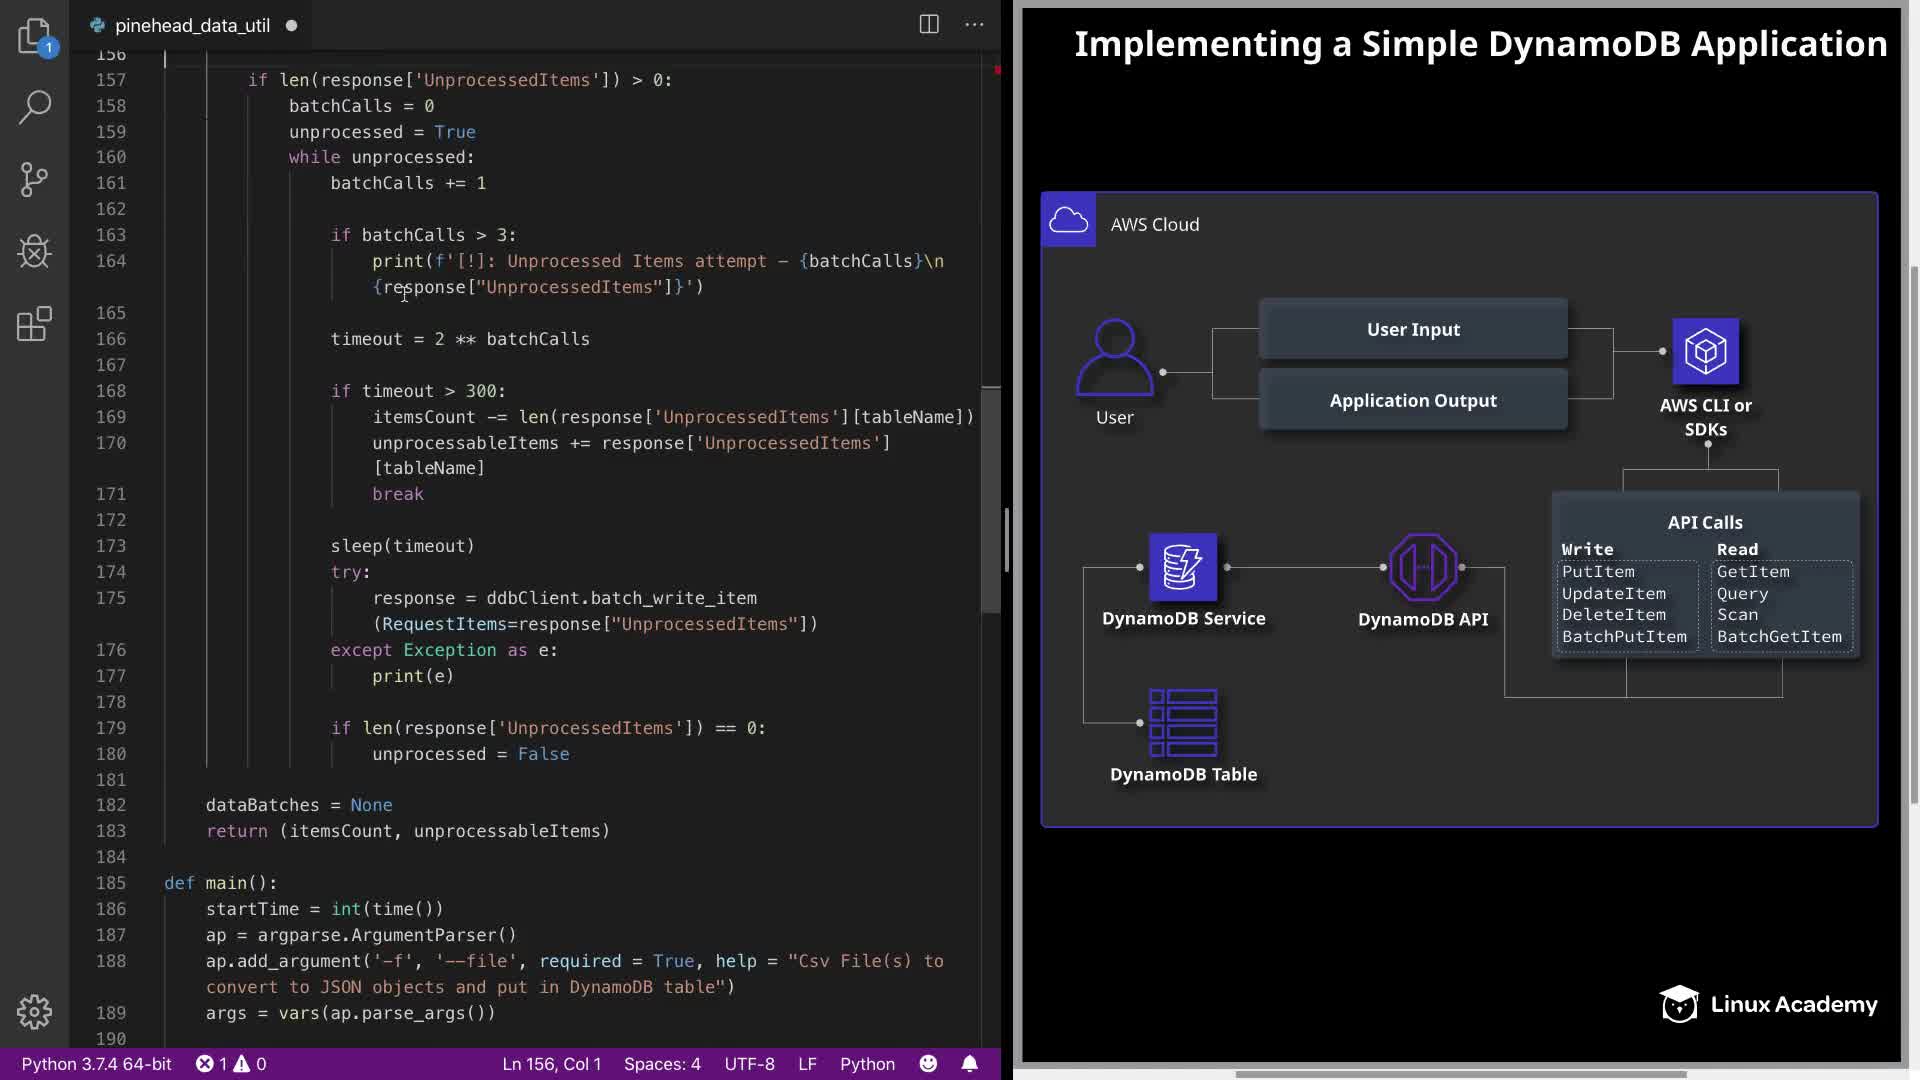 1
pinehead_data_util
156
157 if len(response['UnprocessedItems']) > 0:
158 batchCalls = 0
159 unprocessed = True
160 while unprocessed:
161 batchCalls += 1
162
163 if batchCalls > 3:
164 print(f'[!]: Unprocessed Items attempt – {batchCalls}\n
{response["UnprocessedItems"]}')
165
166 timeout = 2 ** batchCalls
167
168 if timeout > 300:
169 itemsCount -= len(response['UnprocessedItems'][tableName])
170 unprocessableItems += response['UnprocessedItems']
[tableName]
171 break
172
173 sleep(timeout)
174 try:
175 response = ddbClient.batch_write_item
(RequestItems=response["UnprocessedItems"])
176 except Exception as e:
177 print(e)
178
179 if len(response['UnprocessedItems']) == 0:
180 unprocessed = False
181
182 dataBatches = None
183 return (itemsCount, unprocessableItems)
184
185 def main():
186 startTime = int(time())
187 ap = argparse.ArgumentParser()
188 ap.add_argument('-f', '--file', required = True, help = "Csv File(s) to
convert to JSON objects and put in DynamoDB table")
189 args = vars(ap.parse_args())
190
Python 3.7.4 64-bit 1 0 Ln 156, Col 1 Spaces: 4 UTF-8 LF Python
Implementing a Simple DynamoDB Application
AWS Cloud
User Input
Application Output
User
AWS CLI or
SDKs
API Calls
Write Read
PutItem GetItem
UpdateItem Query
DeleteItem Scan
BatchPutItem BatchGetItem
DynamoDB Service
DynamoDB API
DynamoDB Table
Linux Academy